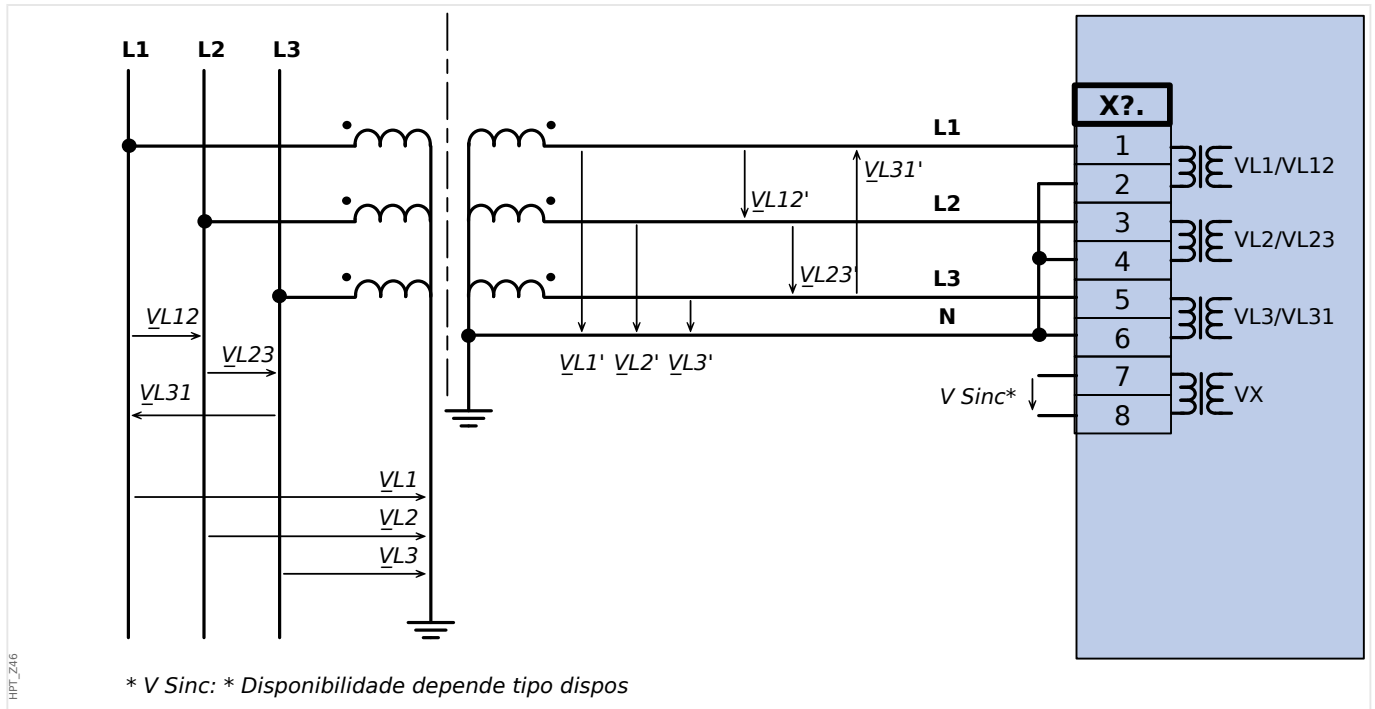 L1 L2 L3
X?.
L1
1
VL31'
VL1/VL12
2
VL12'
L2
3
VL2/VL23
4
VL23'
L3
5
VL12
N
VL3/VL31
6
VL23
VL1' VL2' VL3'
7
VL31
V Sinc*
VX
8
VL1
VL2
VL3
HPT_Z46
* V Sinc: * Disponibilidade depende tipo dispos